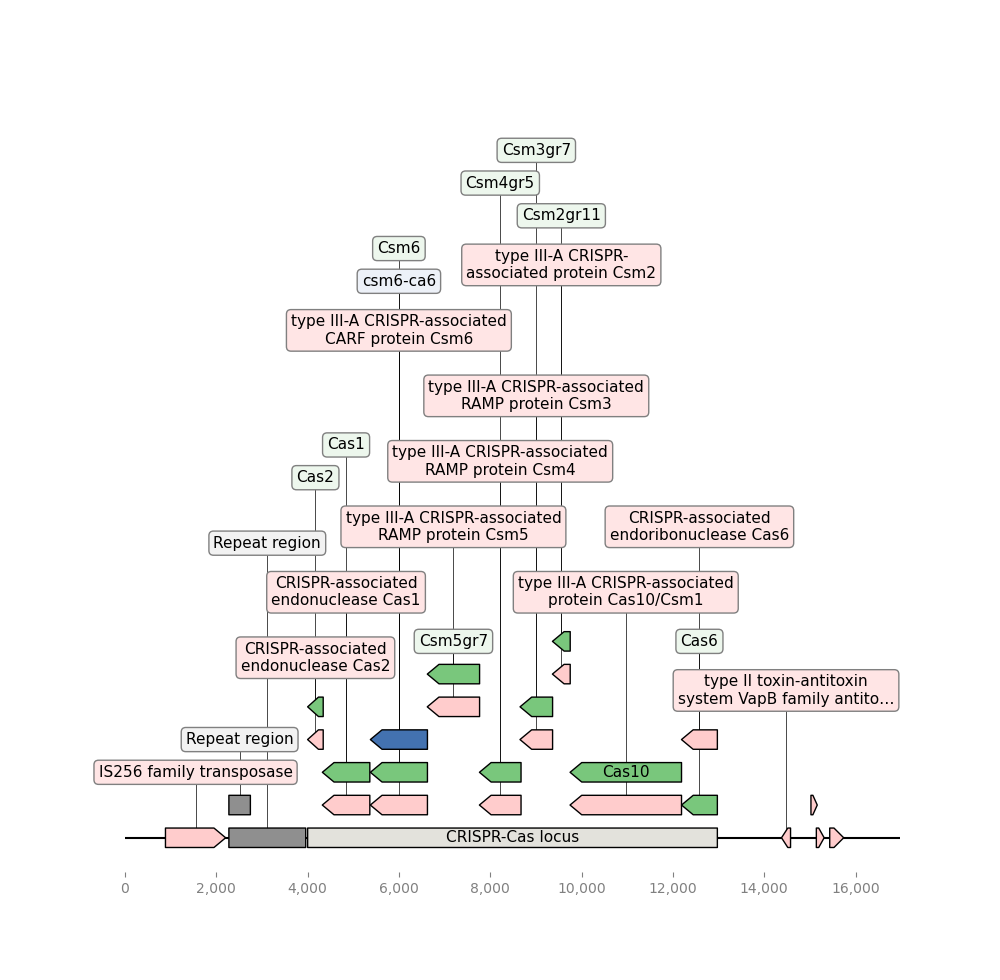 Csm3gr7
Csm4gr5
Csm2gr11
Csm6
type III-A CRISPR-
associated protein Csm2
csm6-ca6
type III-A CRISPR-associated
CARF protein Csm6
type III-A CRISPR-associated
RAMP protein Csm3
Cas1
type III-A CRISPR-associated
RAMP protein Csm4
Cas2
type III-A CRISPR-associated
RAMP protein Csm5
CRISPR-associated
endoribonuclease Cas6
Repeat region
CRISPR-associated
endonuclease Cas1
type III-A CRISPR-associated
protein Cas10/Csm1
CRISPR-associated
endonuclease Cas2
Csm5gr7
Cas6
type II toxin-antitoxin
system VapB family antito…
Repeat region
IS256 family transposase
Cas10
CRISPR-Cas locus
0 2,000 4,000 6,000 8,000 10,000 12,000 14,000 16,000